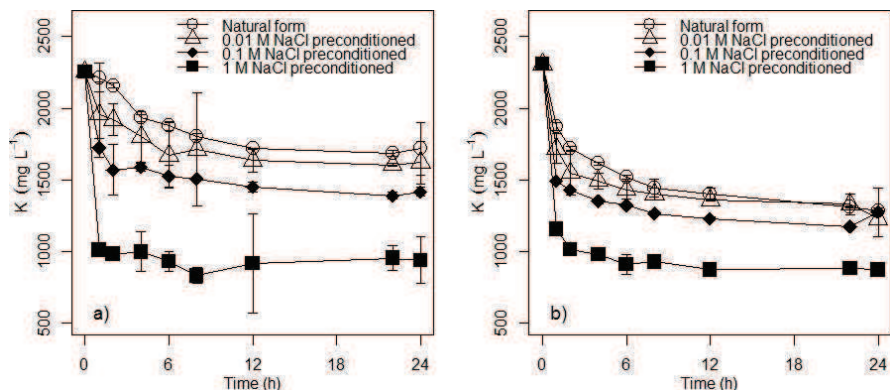 Natural form
0.01 M NaCl preconditioned
0.1 M NaCl preconditioned
1 M NaCl preconditioned
2500
2000
1500
1000
500
K (mg L⁻¹)
a)
0 6 12 18 24
Time (h)
Natural form
0.01 M NaCl preconditioned
0.1 M NaCl preconditioned
1 M NaCl preconditioned
2500
2000
1500
1000
500
K (mg L⁻¹)
b)
0 6 12 18 24
Time (h)